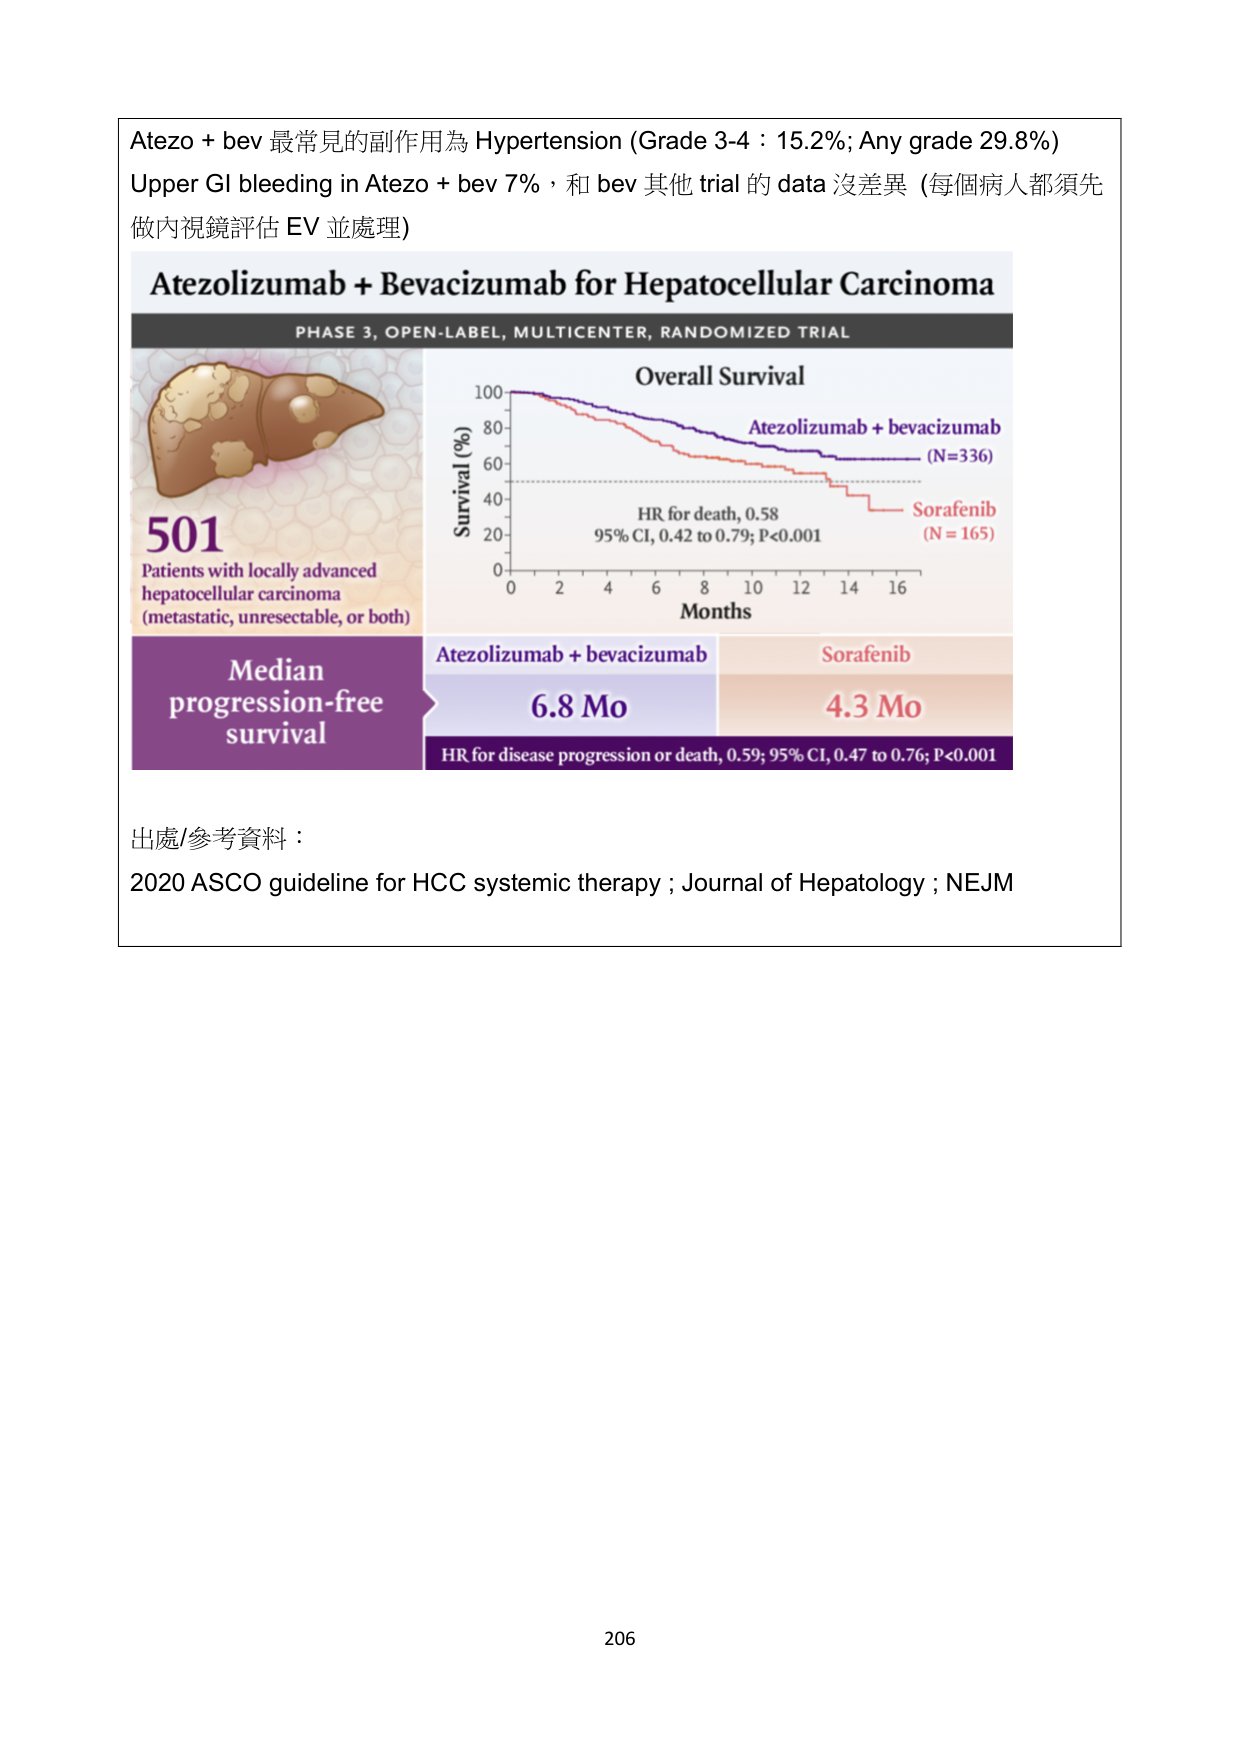 Atezo + bev 最常見的副作用為 Hypertension (Grade 3-4：15.2%; Any grade 29.8%)
Upper GI bleeding in Atezo + bev 7%，和 bev 其他 trial 的 data 沒差異 (每個病人都須先
做內視鏡評估 EV 並處理)
Atezolizumab + Bevacizumab for Hepatocellular Carcinoma
PHASE 3, OPEN-LABEL, MULTICENTER, RANDOMIZED TRIAL
501
Patients with locally advanced
hepatocellular carcinoma
(metastatic, unresectable, or both)
Overall Survival
Survival (%)
100
80
60
40
20
0
Atezolizumab + bevacizumab
(N=336)
Sorafenib
(N = 165)
HR for death, 0.58
95% CI, 0.42 to 0.79; P<0.001
0 2 4 6 8 10 12 14 16
Months
Median
progression-free
survival
Atezolizumab + bevacizumab
6.8 Mo
Sorafenib
4.3 Mo
HR for disease progression or death, 0.59; 95% CI, 0.47 to 0.76; P<0.001
出處/參考資料：
2020 ASCO guideline for HCC systemic therapy ; Journal of Hepatology ; NEJM
206